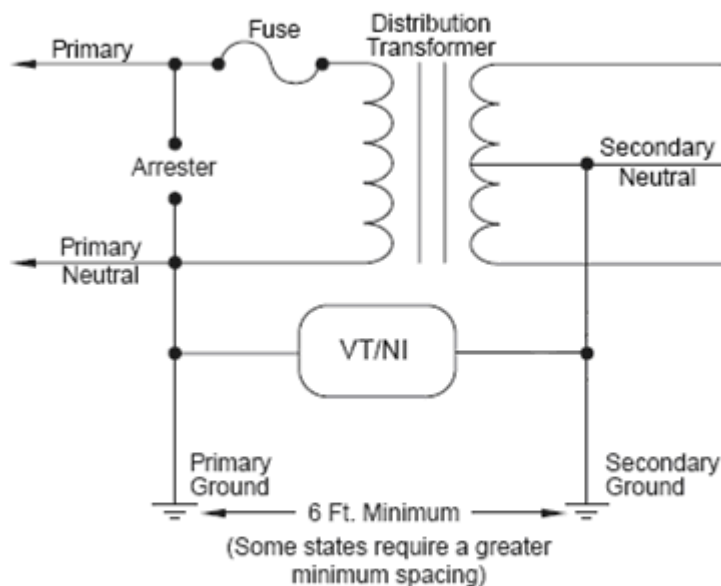 Primary
Fuse
Distribution
Transformer
Arrester
Secondary
Neutral
Primary
Neutral
VT/NI
Primary
Ground
Secondary
Ground
6 Ft. Minimum
(Some states require a greater
minimum spacing)